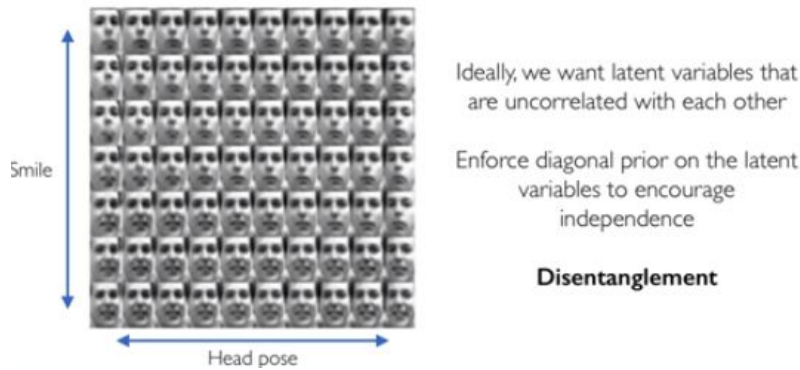 Smile
Head pose
Ideally, we want latent variables that
are uncorrelated with each other
Enforce diagonal prior on the latent
variables to encourage
independence
Disentanglement